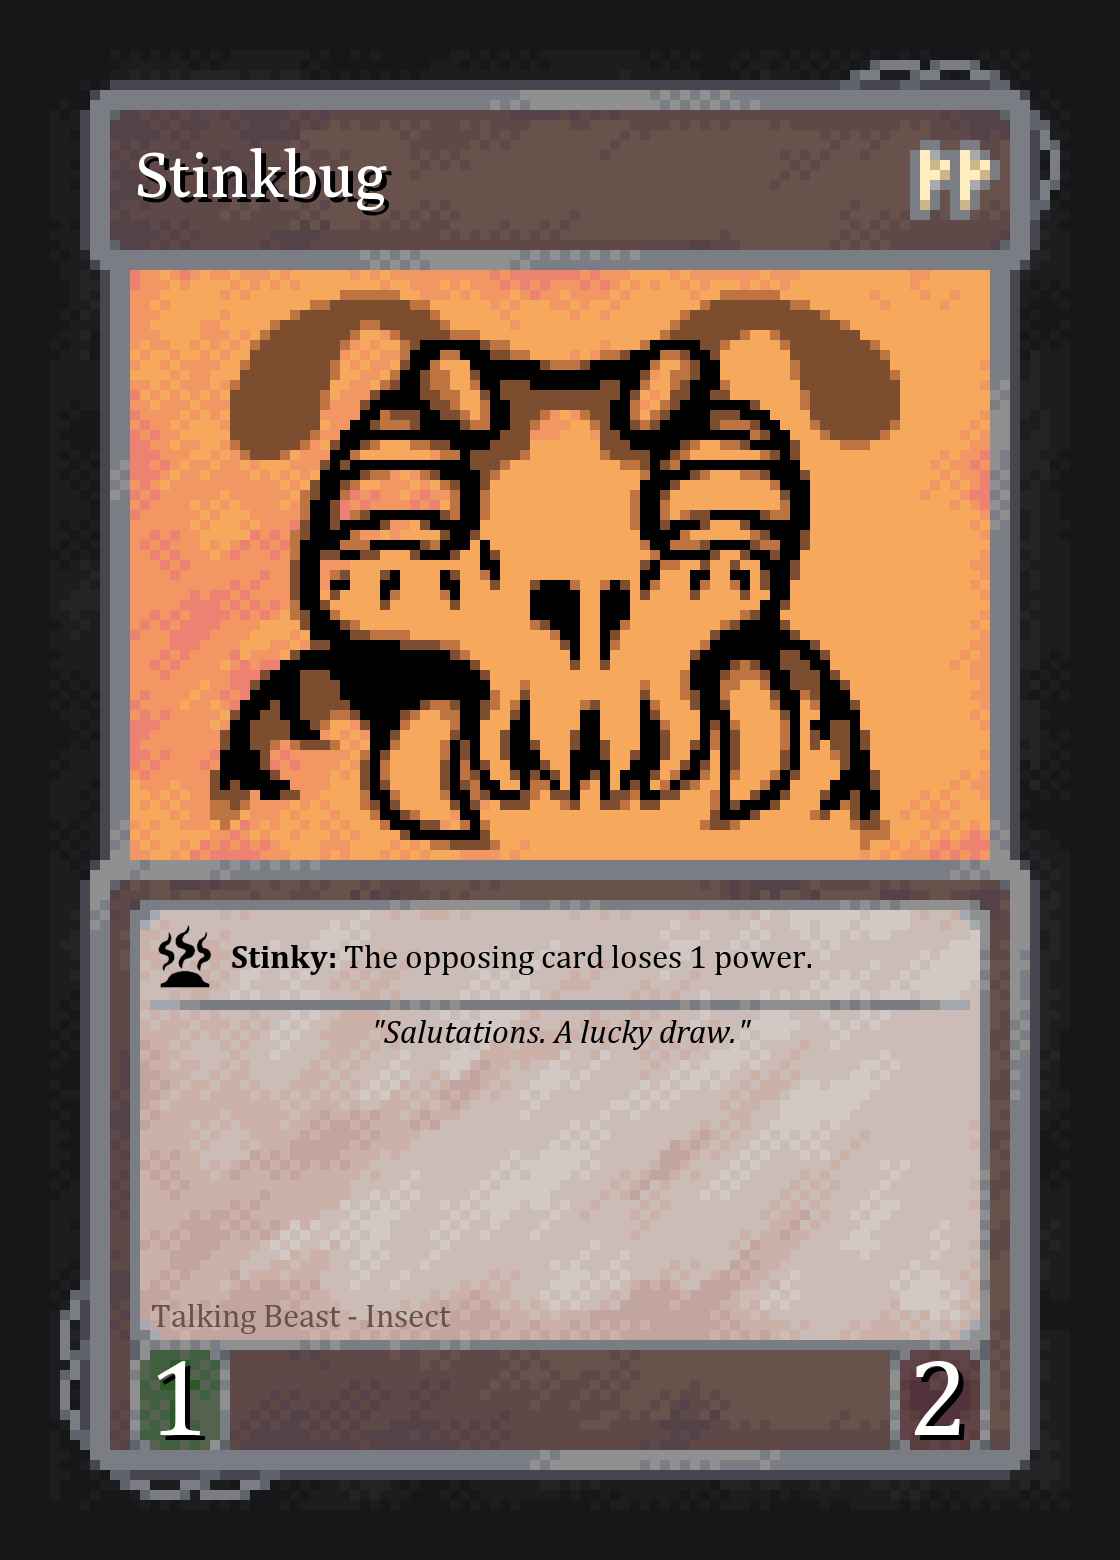 Stinkbug
Stinky: The opposing card loses 1 power.
"Salutations. A lucky draw."
Talking Beast - Insect
1
2